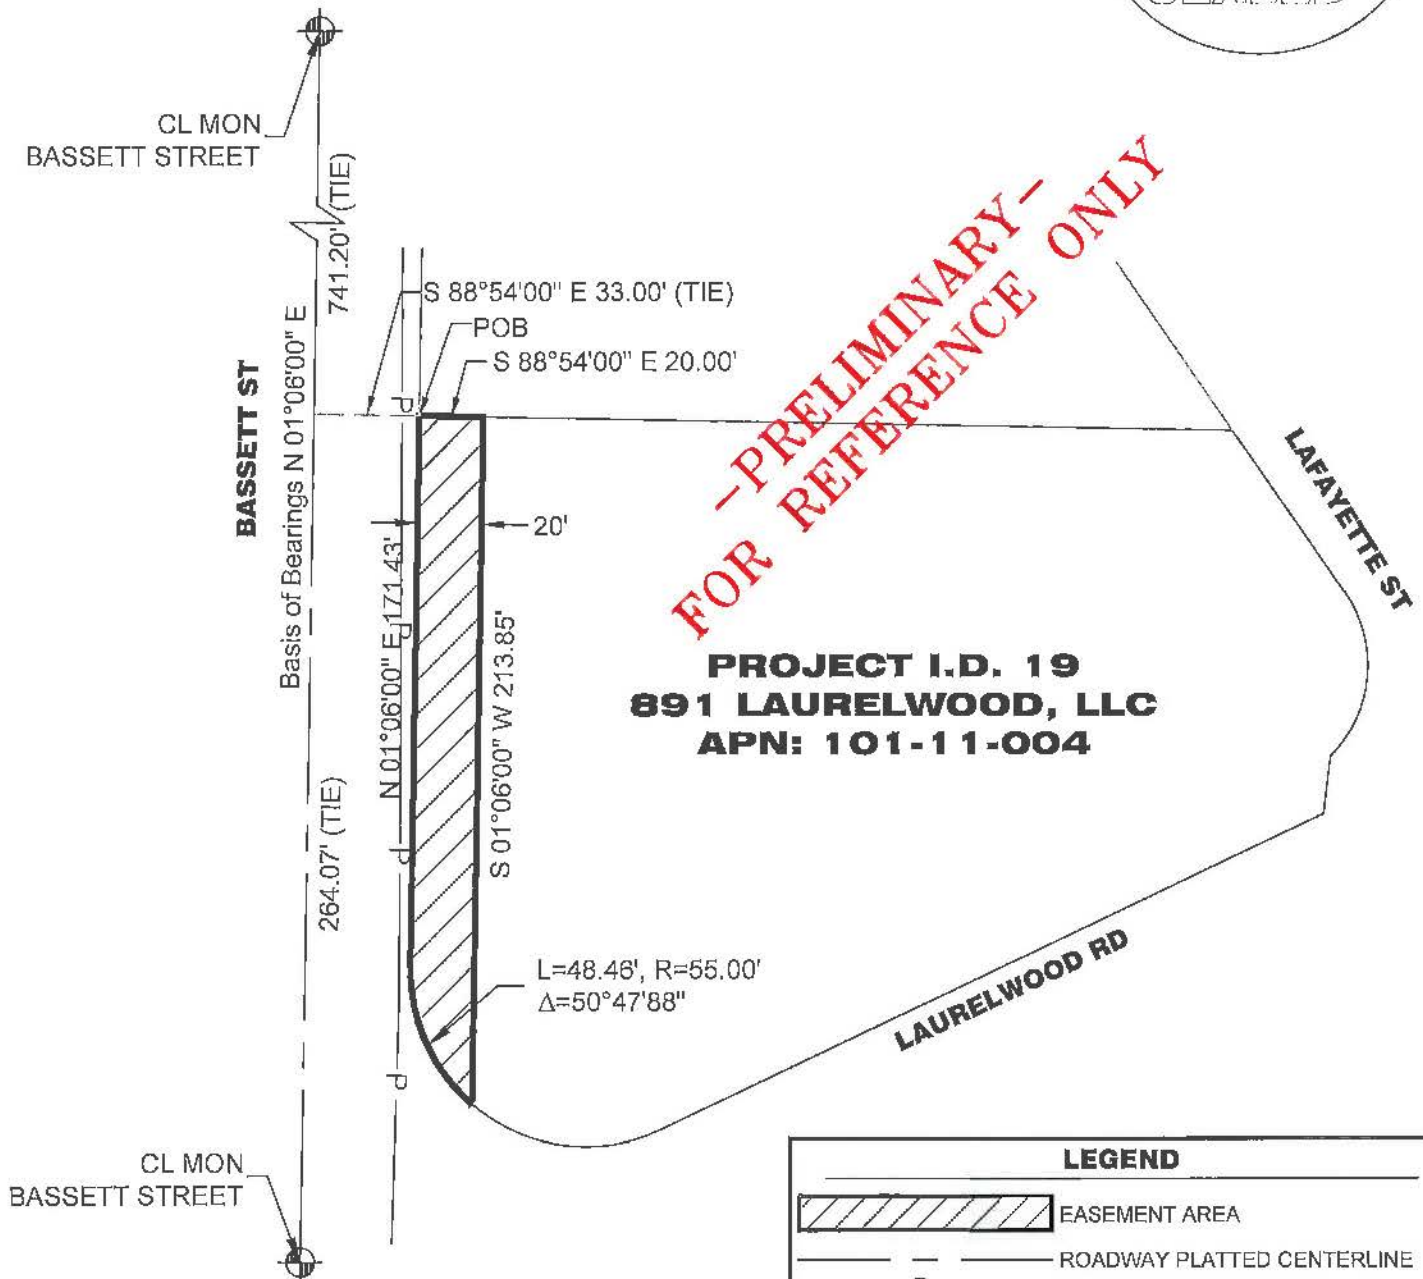 CL MON
BASSETT STREET
741.20' (TIE)
S 88°54'00" E 33.00' (TIE)
POB
S 88°54'00" E 20.00'
BASSETT ST
Basis of Bearings N 01°06'00" E
-PRELIMINARY-
FOR REFERENCE ONLY
LAFAYETTE ST
P
20'
N 01°06'00" E 171.43'
P
S 01°06'00" W 213.85'
PROJECT I.D. 19
891 LAURELWOOD, LLC
APN: 101-11-004
264.07' (TIE)
P
L=48.46', R=55.00'
Δ=50°47'88"
LAURELWOOD RD
P
CL MON
BASSETT STREET
LEGEND
EASEMENT AREA
ROADWAY PLATTED CENTERLINE